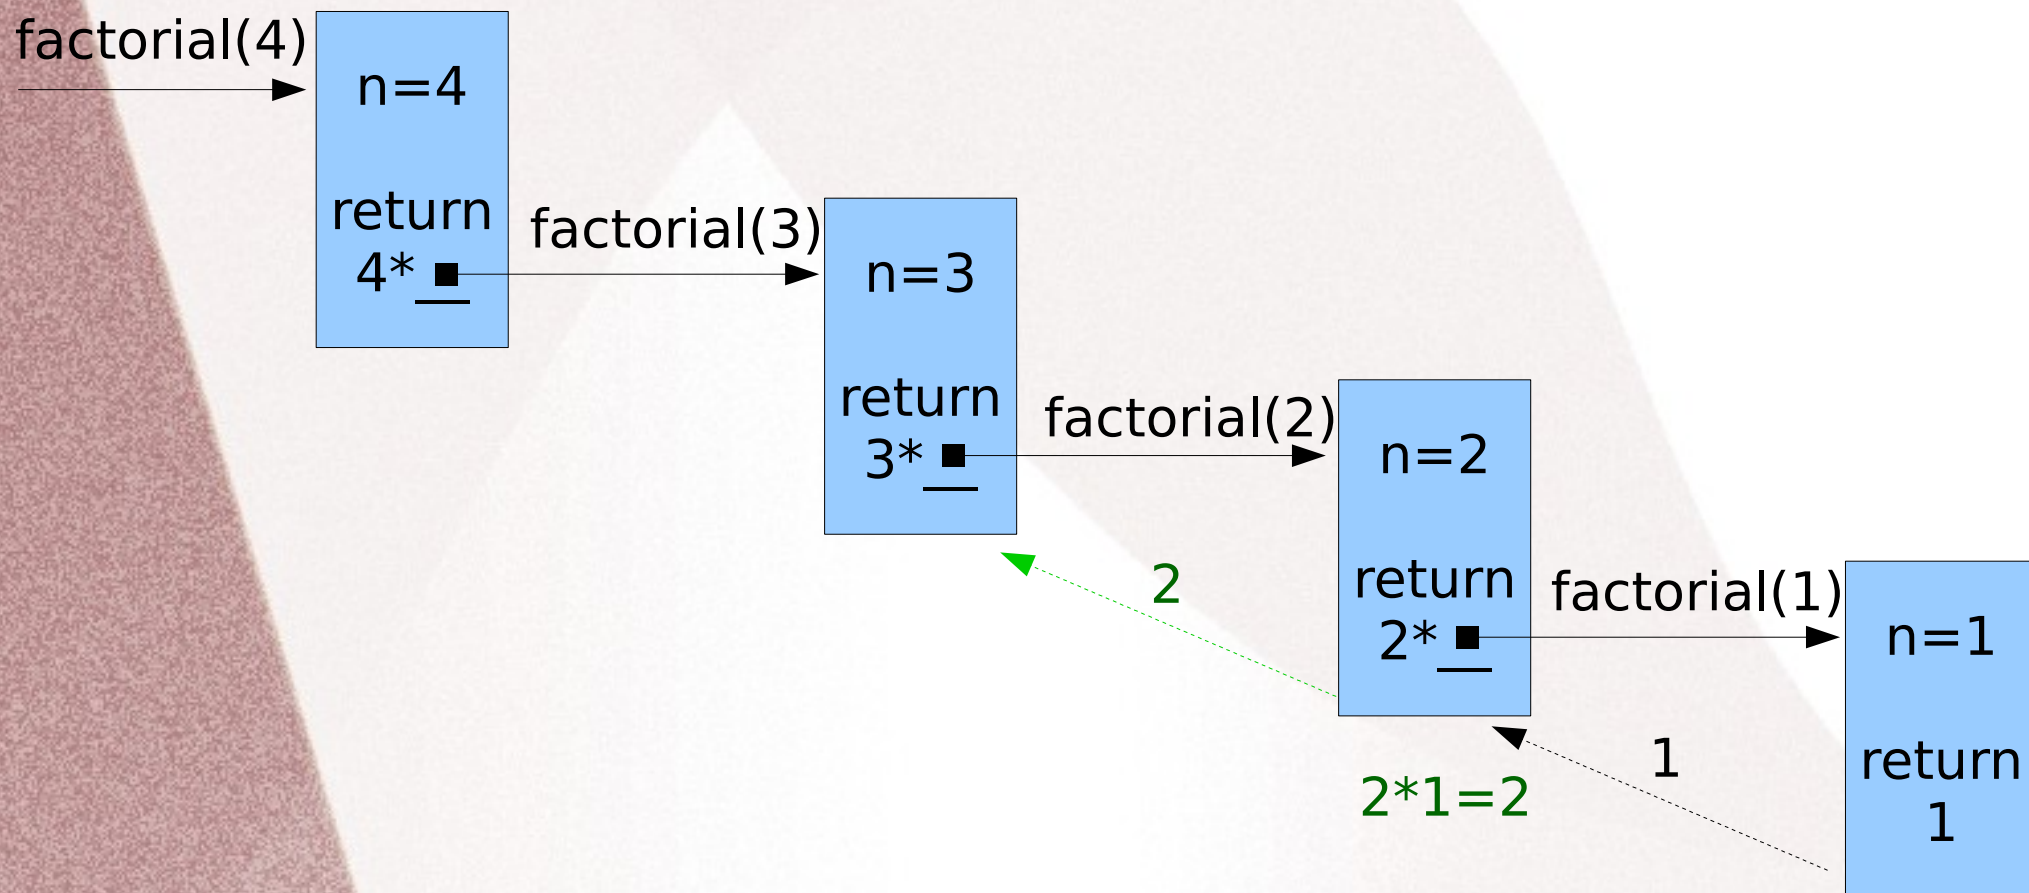 factorial(4)
n=4
return
4*
factorial(3)
n=3
return
3*
factorial(2)
n=2
return
2*
factorial(1)
n=1
return
1
1
2*1=2
2